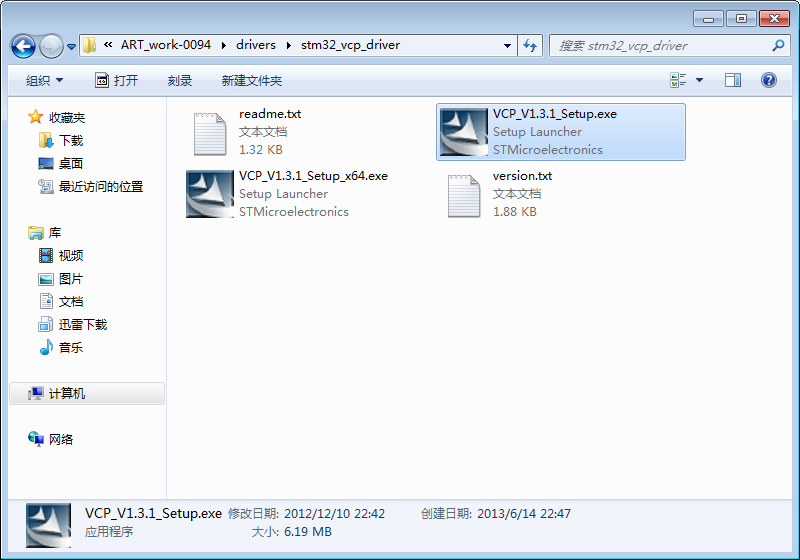 « ART_work-0094 drivers stm32_vcp_driver
搜索 stm32_vcp_driver
组织 打开 刻录 新建文件夹
收藏夹
下载
桌面
最近访问的位置
库
视频
图片
文档
迅雷下载
音乐
计算机
网络
readme.txt
文本文档
1.32 KB
VCP_V1.3.1_Setup.exe
Setup Launcher
STMicroelectronics
VCP_V1.3.1_Setup_x64.exe
Setup Launcher
STMicroelectronics
version.txt
文本文档
1.88 KB
VCP_V1.3.1_Setup.exe 修改日期: 2012/12/10 22:42 创建日期: 2013/6/14 22:47
应用程序 大小: 6.19 MB